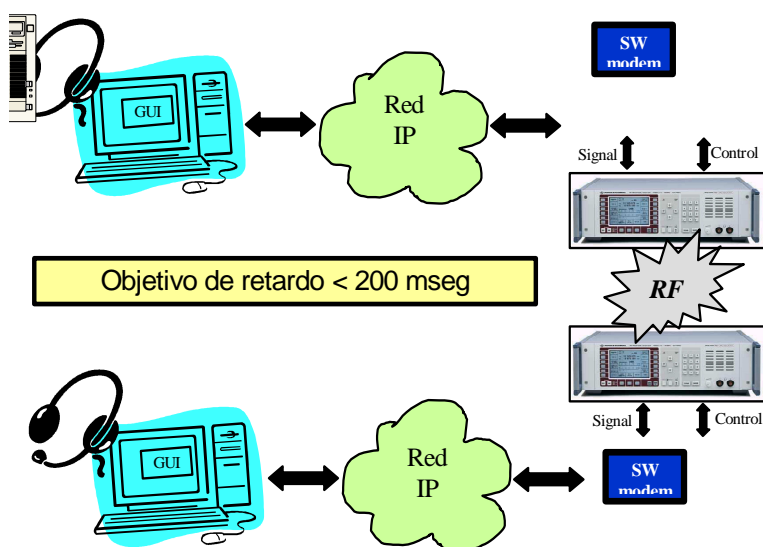 SW
modem
GUI
Red
IP
Signal
Control
Objetivo de retardo < 200 mseg
RF
Signal
Control
GUI
Red
IP
SW
modem